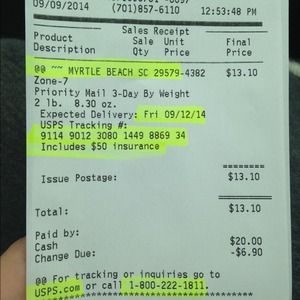 09/09/2014 (701)857-6110 12:53:48 PM
Sales Receipt
Product Sale Unit Final
Description Qty Price Price
@@ ~~ MYRTLE BEACH SC 29579-4382 $13.10
Zone-7
Priority Mail 3-Day By Weight
2 lb. 8.30 oz.
Expected Delivery: Fri 09/12/14
USPS Tracking #:
9114 9012 3080 1449 8869 34
Includes $50 insurance
========
Issue Postage: $13.10
========
Total: $13.10
Paid by:
Cash $20.00
Change Due: -$6.90
@@ For tracking or inquiries go to
USPS.com or call 1-800-222-1811.